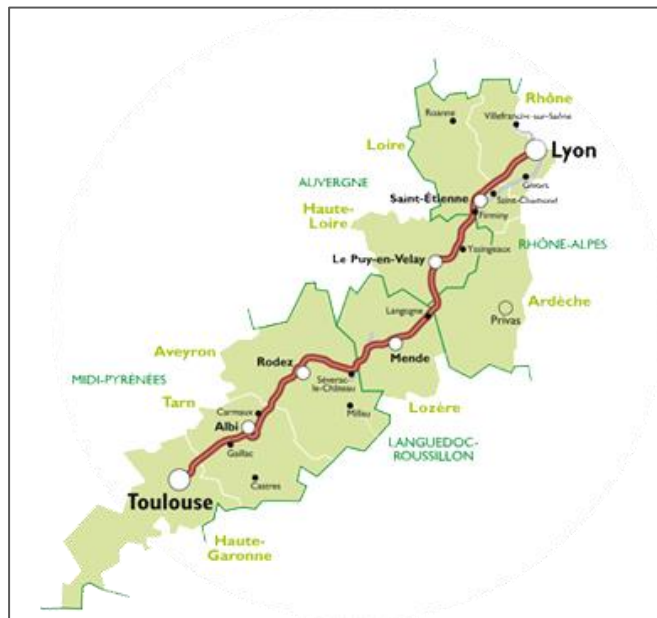 Rhône
Roanne
Villefranche-sur-Saône
Loire
Lyon
AUVERGNE
Givors
Saint-Étienne
Saint-Chamond
Haute-
Loire
Firminy
RHÔNE-ALPES
Yssingeaux
Le Puy-en-Velay
Ardèche
Langogne
Privas
Aveyron
Mende
Rodez
MIDI-PYRÉNÉES
Séverac-
le-Château
Tarn
Lozère
Carmaux
Millau
Albi
LANGUEDOC-
ROUSSILLON
Gaillac
Castres
Toulouse
Haute-
Garonne